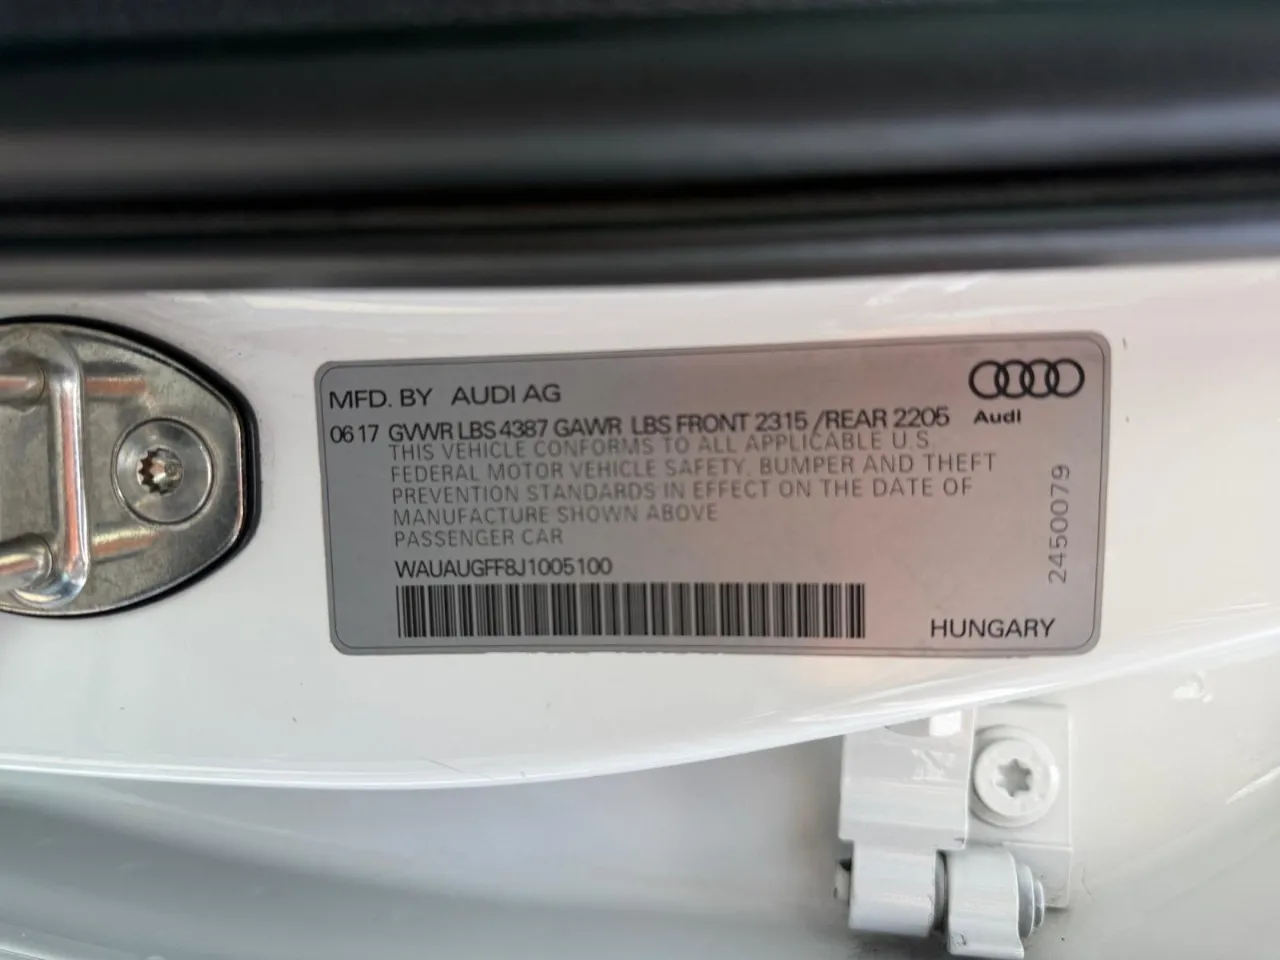 MFD. BY AUDI AG
Audi
06 17 GVWR LBS 4387 GAWR LBS FRONT 2315 /REAR 2205
THIS VEHICLE CONFORMS TO ALL APPLICABLE U.S.
FEDERAL MOTOR VEHICLE SAFETY, BUMPER AND THEFT
PREVENTION STANDARDS IN EFFECT ON THE DATE OF
MANUFACTURE SHOWN ABOVE
PASSENGER CAR
WAUAUGFF8J1005100
HUNGARY
2450079